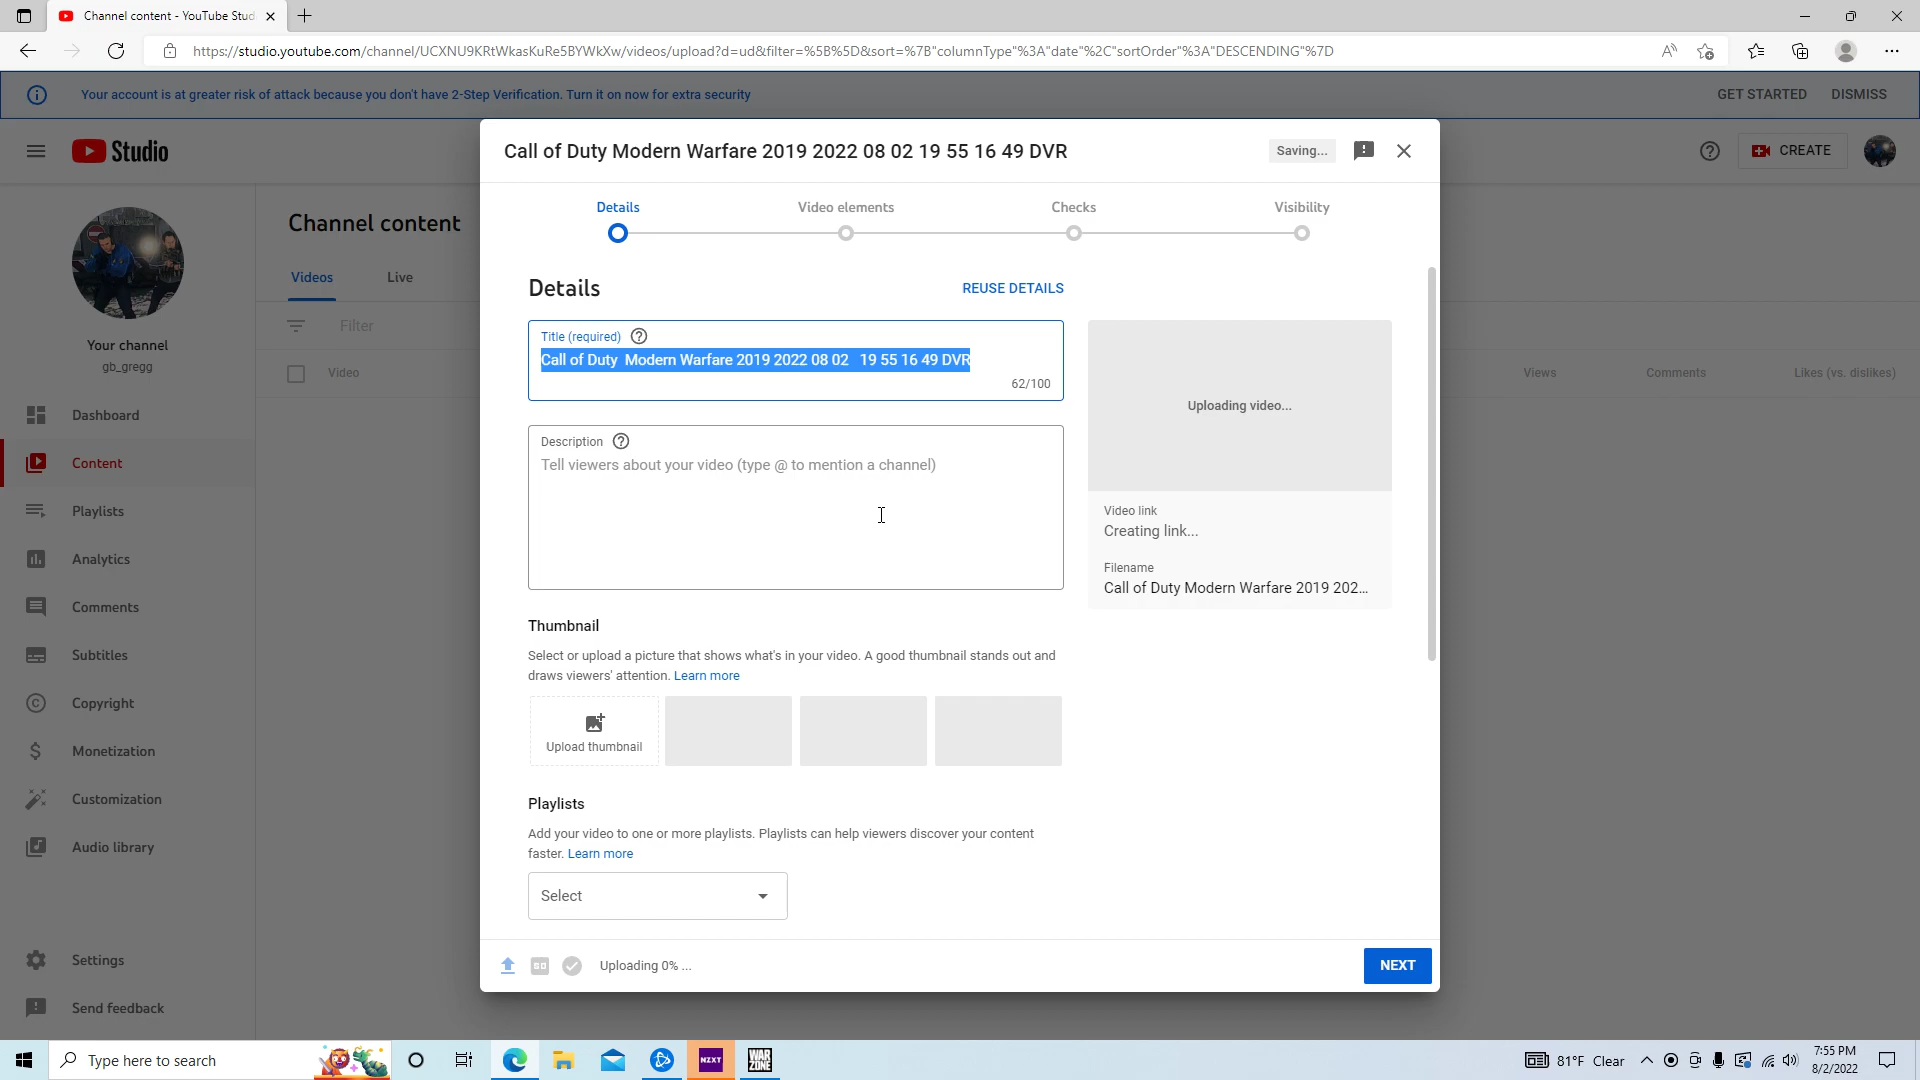 Channel content - YouTube Stud
https://studio.youtube.com/channel/UCXNU9KRtWkasKuRe5BYWkXw/videos/upload?d=ud&filter=%5B%5D&sort=%7B"columnType"%3A"date"%2C"sortOrder"%3A"DESCENDING"%7D
Your account is at greater risk of attack because you don't have 2-Step Verification. Turn it on now for extra security
GET STARTED
DISMISS
Studio
CREATE
Your channel
gb_gregg
Dashboard
Content
Playlists
Analytics
Comments
Subtitles
Copyright
Monetization
Customization
Audio library
Settings
Send feedback
Channel content
Videos
Live
Filter
Video
Views
Comments
Likes (vs. dislikes)
Call of Duty Modern Warfare 2019 2022 08 02 19 55 16 49 DVR
Saving...
Details
Video elements
Checks
Visibility
Details
REUSE DETAILS
Title (required)
Call of Duty  Modern Warfare 2019 2022 08 02   19 55 16 49 DVR
62/100
Description
Tell viewers about your video (type @ to mention a channel)
Uploading video...
Video link
Creating link...
Filename
Call of Duty Modern Warfare 2019 202...
Thumbnail
Select or upload a picture that shows what's in your video. A good thumbnail stands out and
draws viewers' attention. Learn more
Upload thumbnail
Playlists
Add your video to one or more playlists. Playlists can help viewers discover your content
faster. Learn more
Select
Uploading 0% ...
NEXT
Type here to search
NZXT
WAR
ZONE
81°F Clear
7:55 PM
8/2/2022